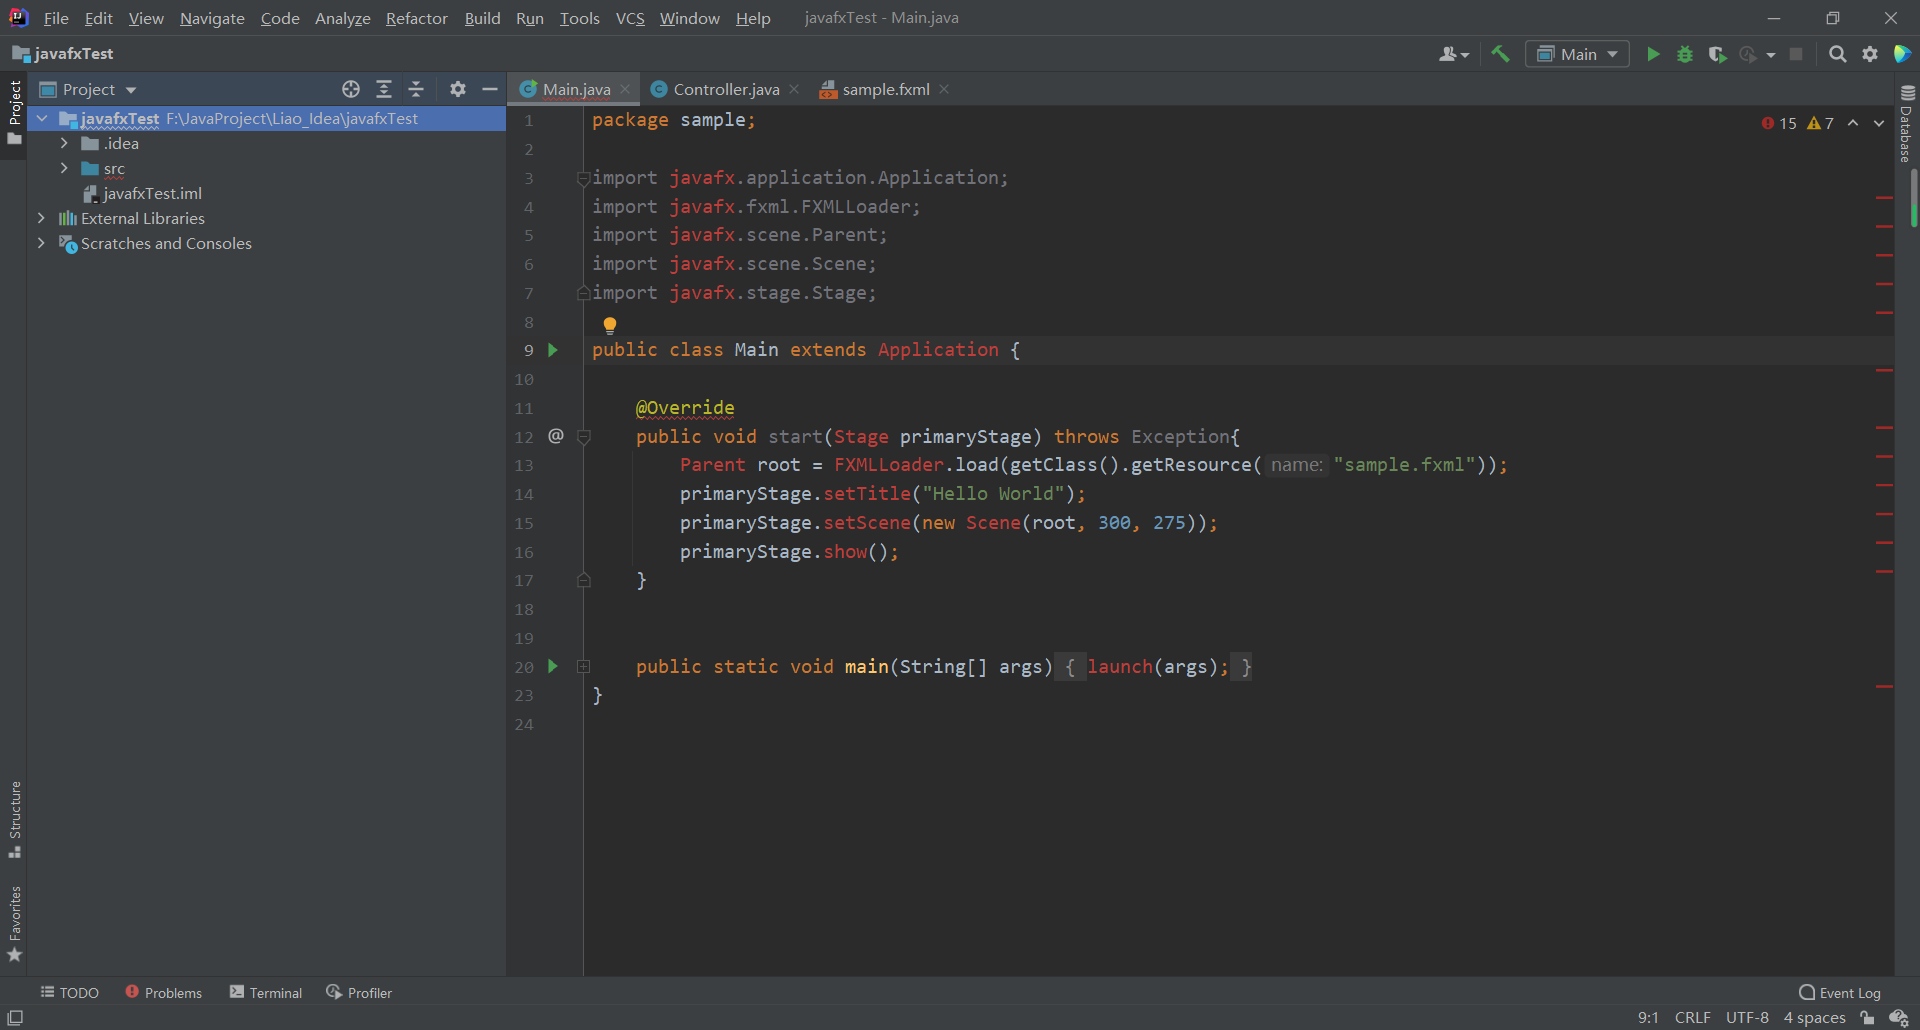 File Edit View Navigate Code Analyze Refactor Build Run Tools VCS Window Help javafxTest - Main.java
javafxTest
Main
Project
Main.java Controller.java sample.fxml
Project
Database
Structure
Favorites
javafxTest F:\JavaProject\Liao_Idea\javafxTest
.idea
src
javafxTest.iml
External Libraries
Scratches and Consoles
15 7
1 package sample;
2
3 import javafx.application.Application;
4 import javafx.fxml.FXMLLoader;
5 import javafx.scene.Parent;
6 import javafx.scene.Scene;
7 import javafx.stage.Stage;
8
9 public class Main extends Application {
10
11 @Override
12 @ public void start(Stage primaryStage) throws Exception{
13 Parent root = FXMLLoader.load(getClass().getResource( name: "sample.fxml"));
14 primaryStage.setTitle("Hello World");
15 primaryStage.setScene(new Scene(root, 300, 275));
16 primaryStage.show();
17 }
18
19
20 public static void main(String[] args) { launch(args); }
23 }
24
TODO Problems Terminal Profiler Event Log
9:1 CRLF UTF-8 4 spaces